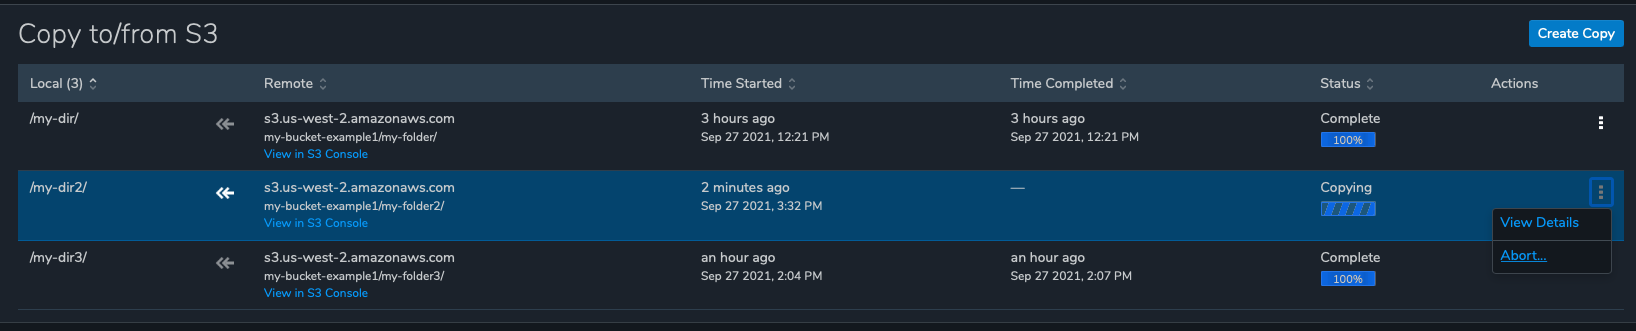 Copy to/from S3
Create Copy
Local (3) Remote Time Started Time Completed Status Actions
/my-dir/ s3.us-west-2.amazonaws.com 3 hours ago 3 hours ago Complete
my-bucket-example1/my-folder/ Sep 27 2021, 12:21 PM Sep 27 2021, 12:21 PM 100%
View in S3 Console
/my-dir2/ s3.us-west-2.amazonaws.com 2 minutes ago — Copying
my-bucket-example1/my-folder2/ Sep 27 2021, 3:32 PM
View in S3 Console View Details
/my-dir3/ s3.us-west-2.amazonaws.com an hour ago an hour ago Complete Abort...
my-bucket-example1/my-folder3/ Sep 27 2021, 2:04 PM Sep 27 2021, 2:07 PM 100%
View in S3 Console